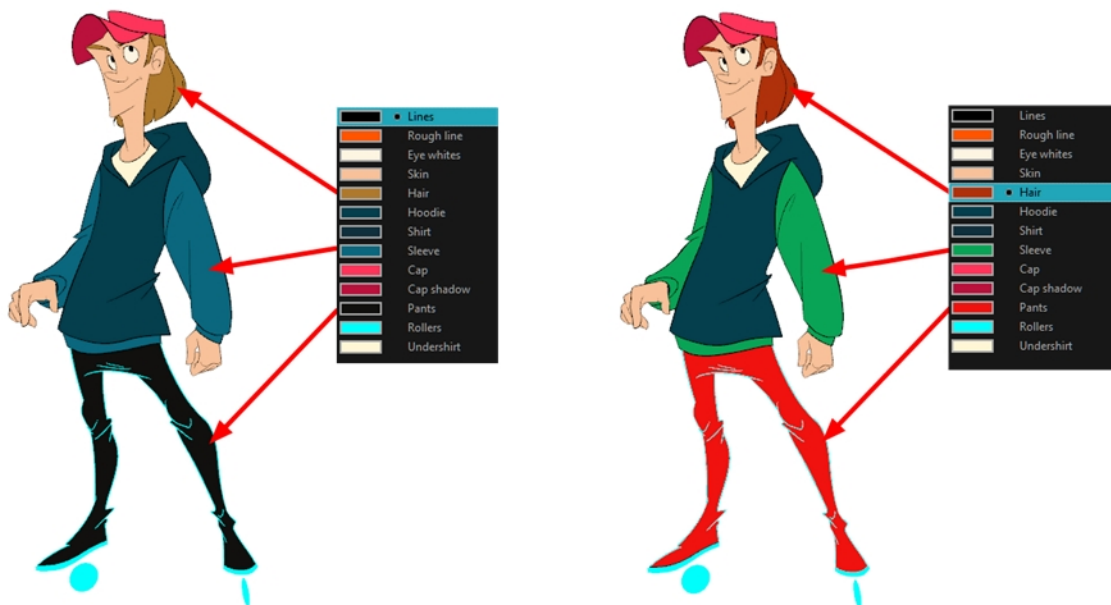 Lines
Rough line
Eye whites
Skin
Hair
Hoodie
Shirt
Sleeve
Cap
Cap shadow
Pants
Rollers
Undershirt
Lines
Rough line
Eye whites
Skin
Hair
Hoodie
Shirt
Sleeve
Cap
Cap shadow
Pants
Rollers
Undershirt